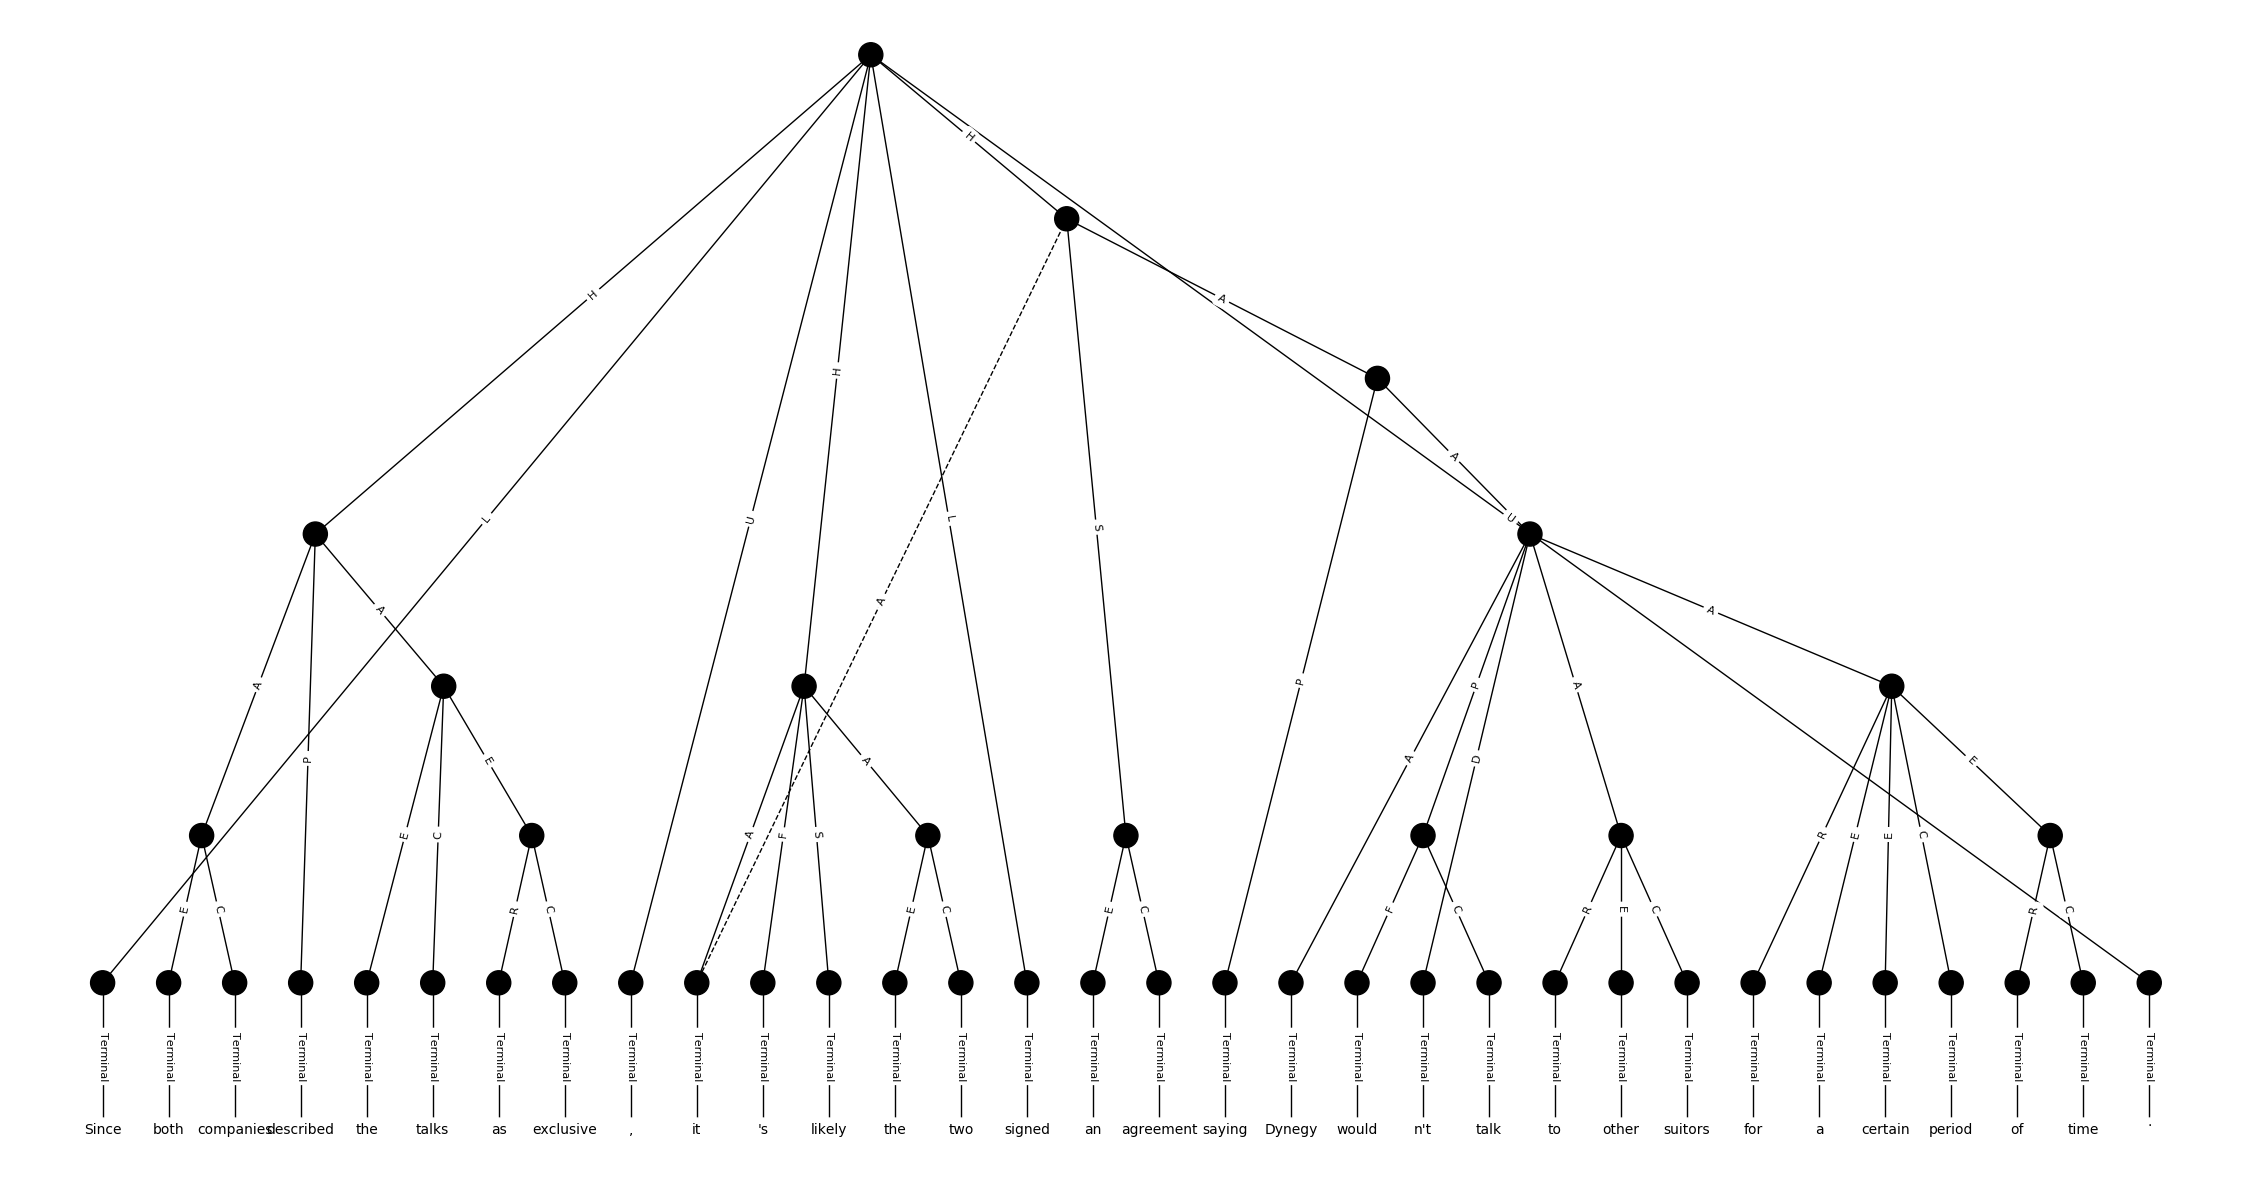 H
H
A
H
H
U
L
L
A
U
S
A
A
A
P
A
P
A
P
A
E
A
A
D
E
E
C
A
F
S
R
E
E
C
E
C
R
C
E
C
E
C
F
C
R
E
C
R
C
Terminal Terminal Terminal Terminal Terminal Terminal Terminal Terminal Terminal Terminal Terminal Terminal Terminal Terminal Terminal Terminal Terminal Terminal Terminal Terminal Terminal Terminal Terminal Terminal Terminal Terminal Terminal Terminal Terminal Terminal Terminal Terminal
Since both companies described the talks as exclusive , it 's likely the two signed an agreement saying Dynegy would n't talk to other suitors for a certain period of time .